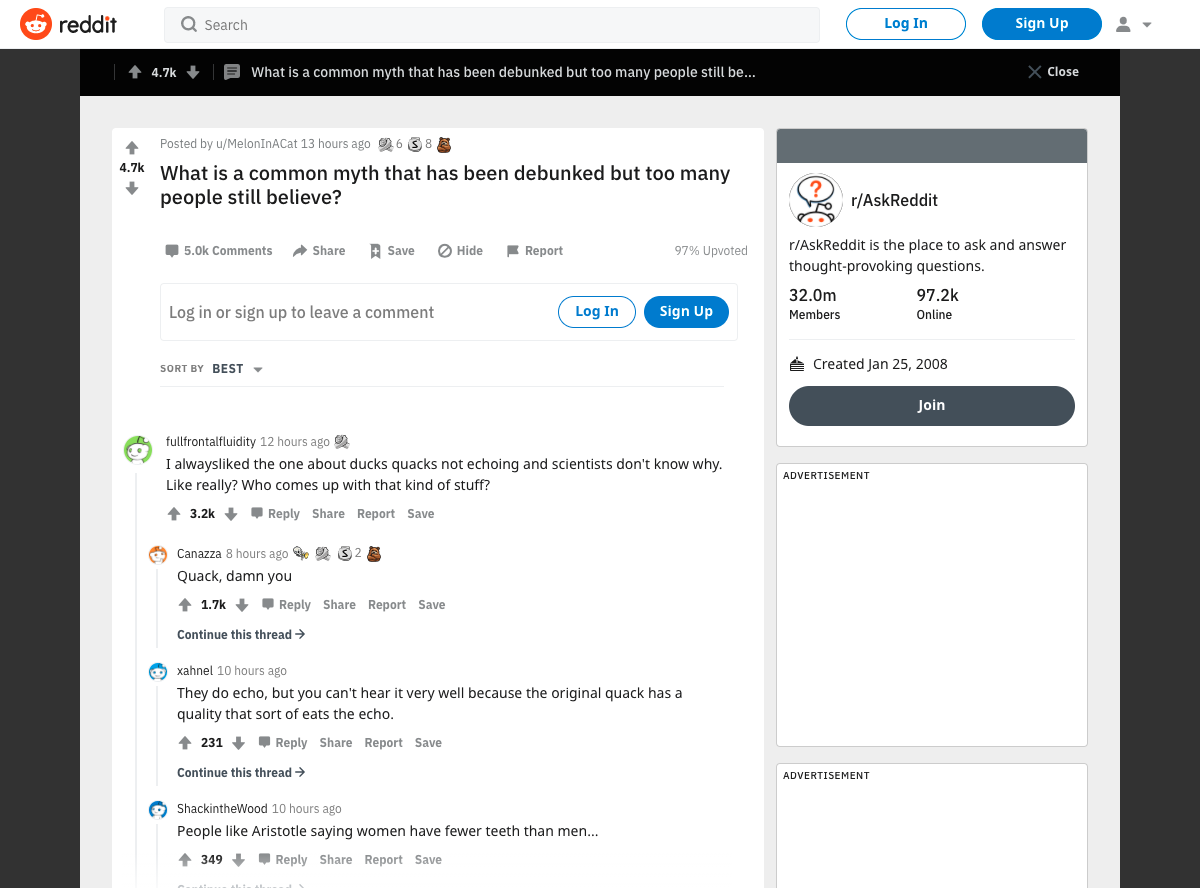 reddit
Search
Log In
Sign Up
4.7k
What is a common myth that has been debunked but too many people still be...
Close
Posted by u/MelonInACat 13 hours ago 6 8
4.7k
What is a common myth that has been debunked but too many
people still believe?
5.0k Comments Share Save Hide Report 97% Upvoted
Log in or sign up to leave a comment
Log In
Sign Up
SORT BY BEST
fullfrontalfluidity 12 hours ago
I alwaysliked the one about ducks quacks not echoing and scientists don't know why.
Like really? Who comes up with that kind of stuff?
3.2k Reply Share Report Save
Canazza 8 hours ago 2
Quack, damn you
1.7k Reply Share Report Save
Continue this thread →
xahnel 10 hours ago
They do echo, but you can't hear it very well because the original quack has a
quality that sort of eats the echo.
231 Reply Share Report Save
Continue this thread →
ShackintheWood 10 hours ago
People like Aristotle saying women have fewer teeth than men...
349 Reply Share Report Save
Continue this thread →
r/AskReddit
r/AskReddit is the place to ask and answer
thought-provoking questions.
32.0m 97.2k
Members Online
Created Jan 25, 2008
Join
ADVERTISEMENT
ADVERTISEMENT